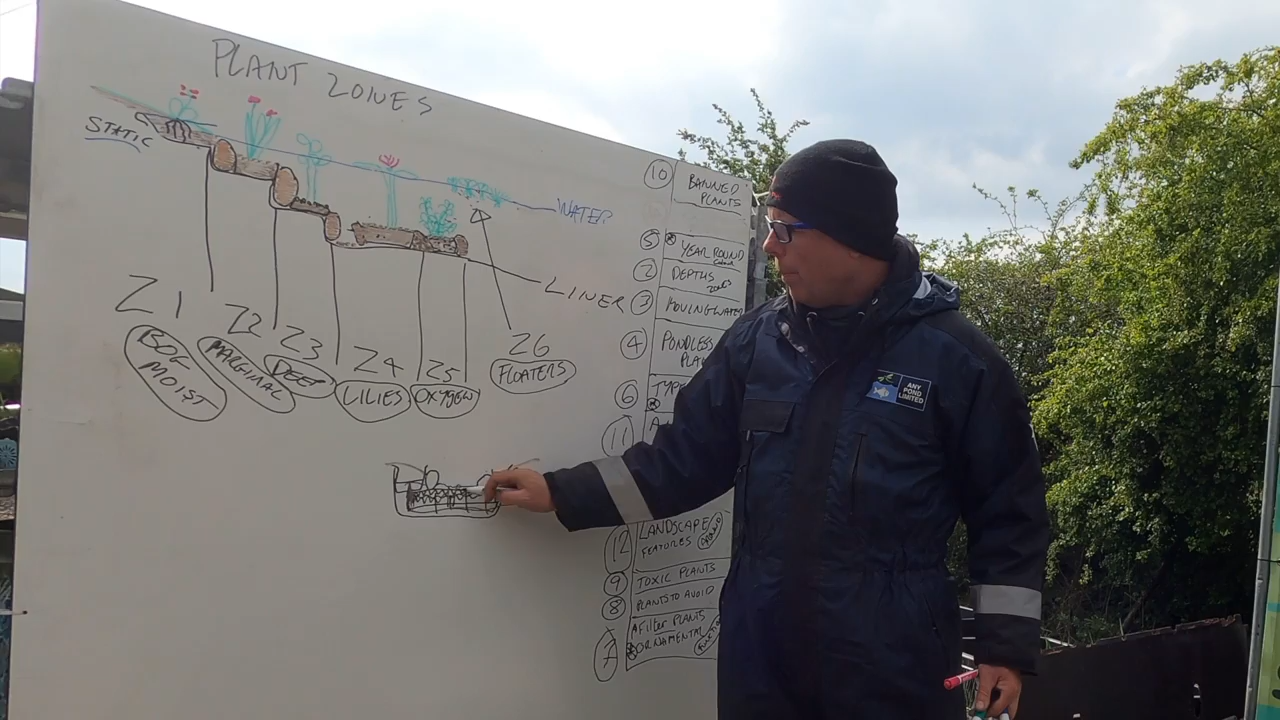 PLANT ZONES
STATIC
WATER
LINER
Z1
BOG
MOIST
Z2
MARGINAL
Z3
DEEP
Z4
LILIES
Z5
OXYGEN
Z6
FLOATERS
10 BANNED
PLANTS
5 YEAR ROUND
2 DEPTHS
ZONES
3 MOVING WATER
4 PONDLESS
6
11
12 LANDSCAPE
FEATURES
9 TOXIC PLANTS
8 PLANTS TO AVOID
Filter PLANTS
7 ORNAMENTAL
ANY
POND
LIMITED